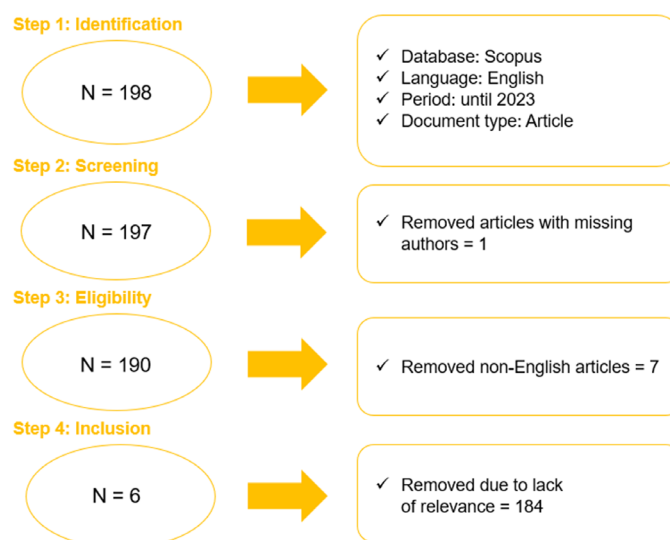 Step 1: Identification
N = 198
✓ Database: Scopus
✓ Language: English
✓ Period: until 2023
✓ Document type: Article
Step 2: Screening
N = 197
✓ Removed articles with missing
authors = 1
Step 3: Eligibility
N = 190
✓ Removed non-English articles = 7
Step 4: Inclusion
N = 6
✓ Removed due to lack
of relevance = 184